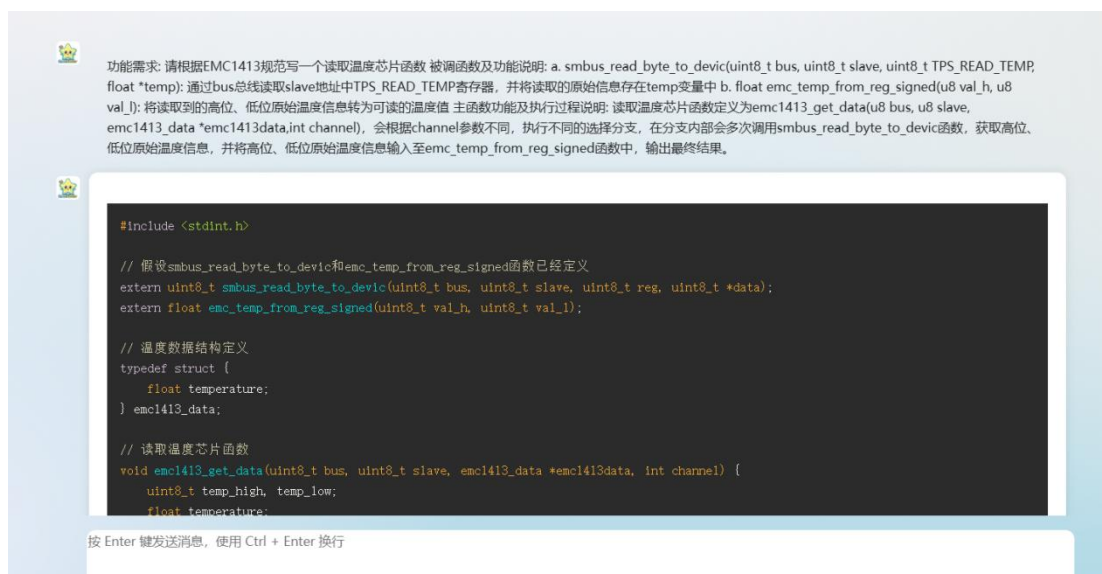 功能需求: 请根据EMC1413规范写一个读取温度芯片函数 被调函数及功能说明: a. smbus_read_byte_to_devic(uint8_t bus, uint8_t slave, uint8_t TPS_READ_TEMP,
float *temp): 通过bus总线读取slave地址中TPS_READ_TEMP寄存器，并将读取的原始信息存在temp变量中 b. float emc_temp_from_reg_signed(u8 val_h, u8
val_l): 将读取到的高位、低位原始温度信息转为可读的温度值 主函数功能及执行过程说明: 读取温度芯片函数定义为emc1413_get_data(u8 bus, u8 slave,
emc1413_data *emc1413data,int channel)，会根据channel参数不同，执行不同的选择分支，在分支内部会多次调用smbus_read_byte_to_devic函数，获取高位、
低位原始温度信息，并将高位、低位原始温度信息输入至emc_temp_from_reg_signed函数中，输出最终结果。
#include <stdint.h>
// 假设smbus_read_byte_to_devic和emc_temp_from_reg_signed函数已经定义
extern uint8_t smbus_read_byte_to_devic(uint8_t bus, uint8_t slave, uint8_t reg, uint8_t *data);
extern float emc_temp_from_reg_signed(uint8_t val_h, uint8_t val_l);
// 温度数据结构定义
typedef struct {
float temperature;
} emc1413_data;
// 读取温度芯片函数
void emc1413_get_data(uint8_t bus, uint8_t slave, emc1413_data *emc1413data, int channel) {
uint8_t temp_high, temp_low;
float temperature;
按 Enter 键发送消息，使用 Ctrl + Enter 换行